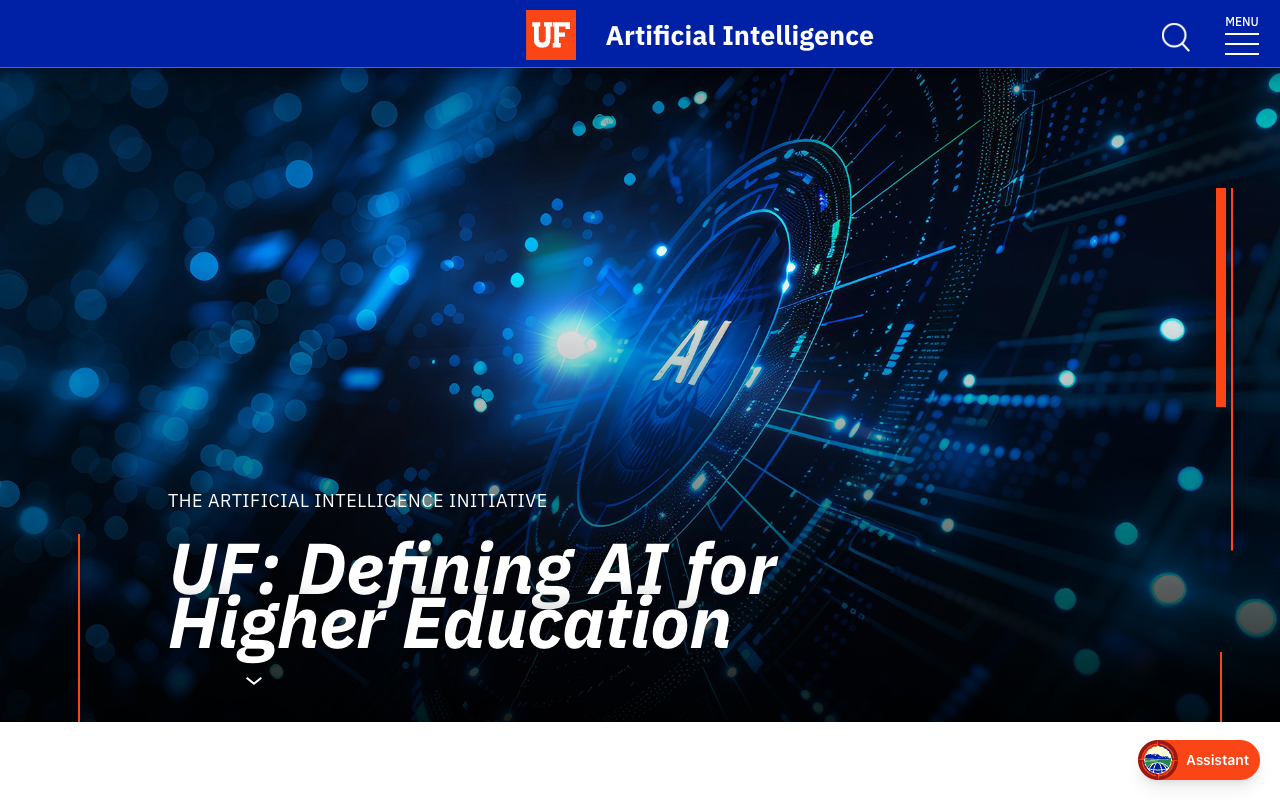 UF
Artificial Intelligence
MENU
AI
THE ARTIFICIAL INTELLIGENCE INITIATIVE
UF: Defining AI for
Higher Education
Assistant